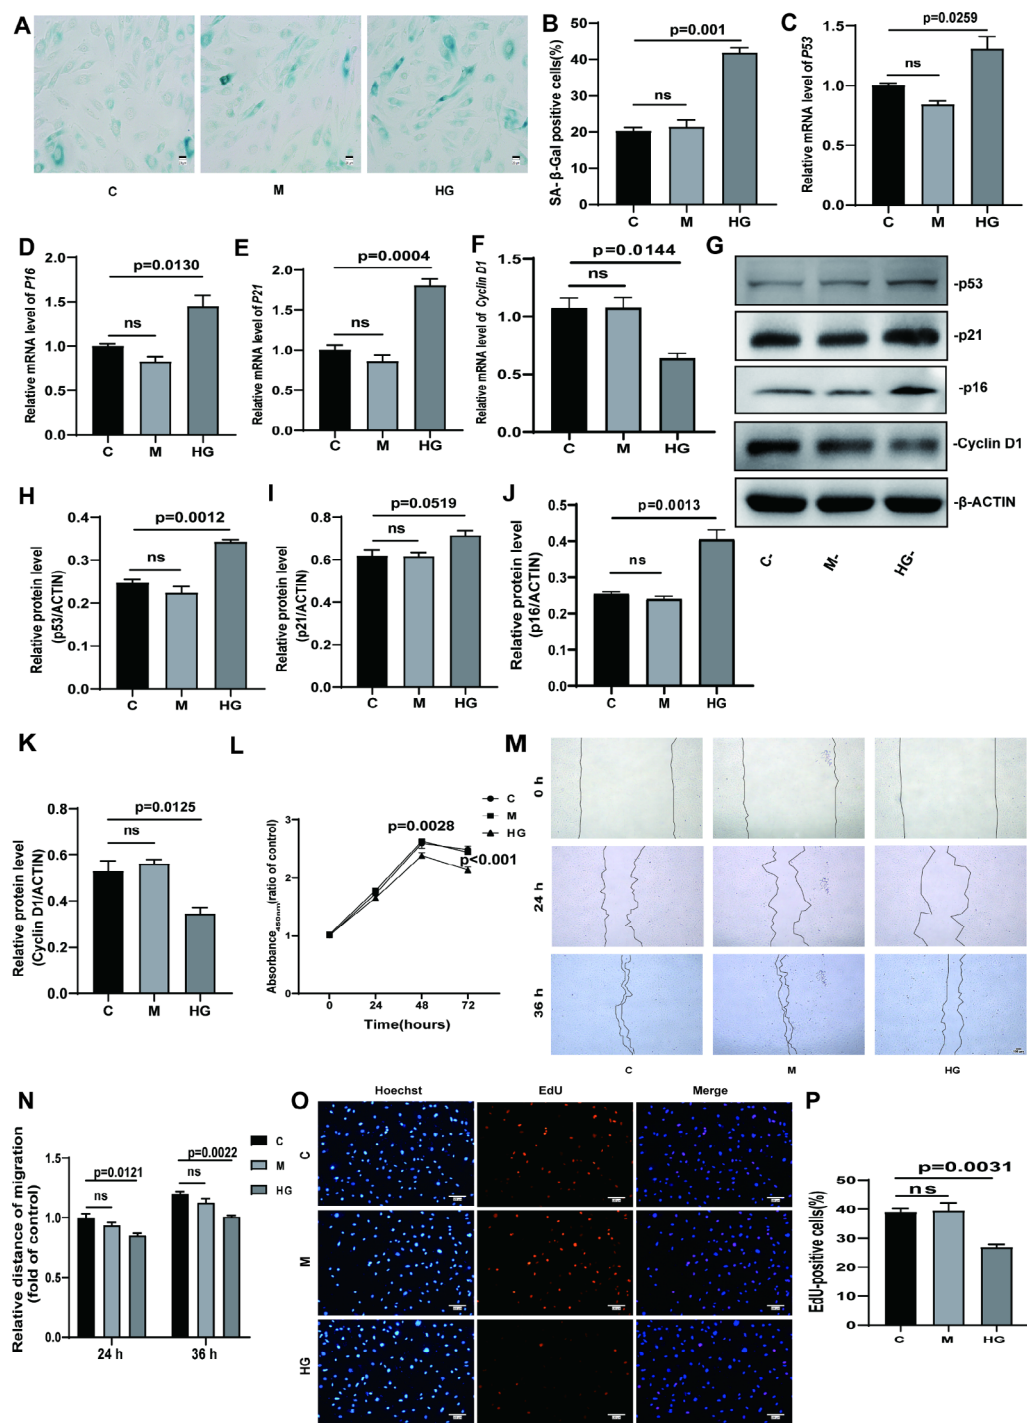 A
C
M
HG
B
SA- β-Gal positive cells(%)
50
40
30
20
10
0
p=0.001
ns
C
M
HG
C
Relative mRNA level of P53
1.5
1.0
0.5
0.0
p=0.0259
ns
C
M
HG
D
Relative mRNA level of P16
2.0
1.5
1.0
0.5
0.0
p=0.0130
ns
C
M
HG
E
Relative mRNA level of P21
2.0
1.5
1.0
0.5
0.0
p=0.0004
ns
C
M
HG
F
Relative mRNA level of Cyclin D1
1.5
1.0
0.5
0.0
p=0.0144
ns
C
M
HG
G
-p53
-p21
-p16
-Cyclin D1
-β-ACTIN
C-
M-
HG-
H
Relative protein level
(p53/ACTIN)
0.4
0.3
0.2
0.1
0.0
p=0.0012
ns
C
M
HG
I
Relative protein level
(p21/ACTIN)
0.8
0.6
0.4
0.2
0.0
p=0.0519
ns
C
M
HG
J
Relative protein level
(p16/ACTIN)
0.5
0.4
0.3
0.2
0.1
0.0
p=0.0013
ns
C
M
HG
K
Relative protein level
(Cyclin D1/ACTIN)
0.8
0.6
0.4
0.2
0.0
p=0.0125
ns
C
M
HG
L
Absorbance450nm(ratio of control)
3
2
1
0
C
M
HG
p=0.0028
p<0.001
0
24
48
72
Time(hours)
M
0 h
24 h
36 h
C
M
HG
N
Relative distance of migration
(fold of control)
1.5
1.0
0.5
0.0
C
M
HG
p=0.0121
ns
p=0.0022
ns
24 h
36 h
O
Hoechst
EdU
Merge
C
M
HG
P
EdU-positive cells(%)
50
40
30
20
10
0
p=0.0031
ns
C
M
HG